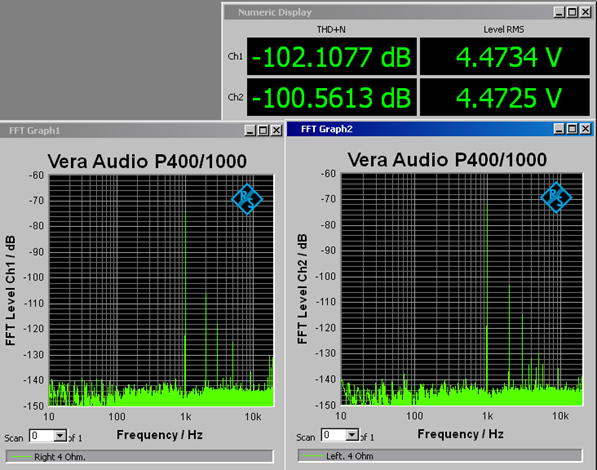 Numeric Display
THD+N Level RMS
Ch1 -102.1077 dB 4.4734 V
Ch2 -100.5613 dB 4.4725 V
FFT Graph1
Vera Audio P400/1000
FFT Level Ch1 / dB
-60
-70
-80
-90
-100
-110
-120
-130
-140
-150
10 100 1k 10k
Frequency / Hz
Scan 0 of 1
Right 4 Ohm.
FFT Graph2
Vera Audio P400/1000
R&S
FFT Level Ch2 / dB
-60
-70
-80
-90
-100
-110
-120
-130
-140
-150
10 100 1k 10k
Frequency / Hz
Scan 0 of 1
Left. 4 Ohm